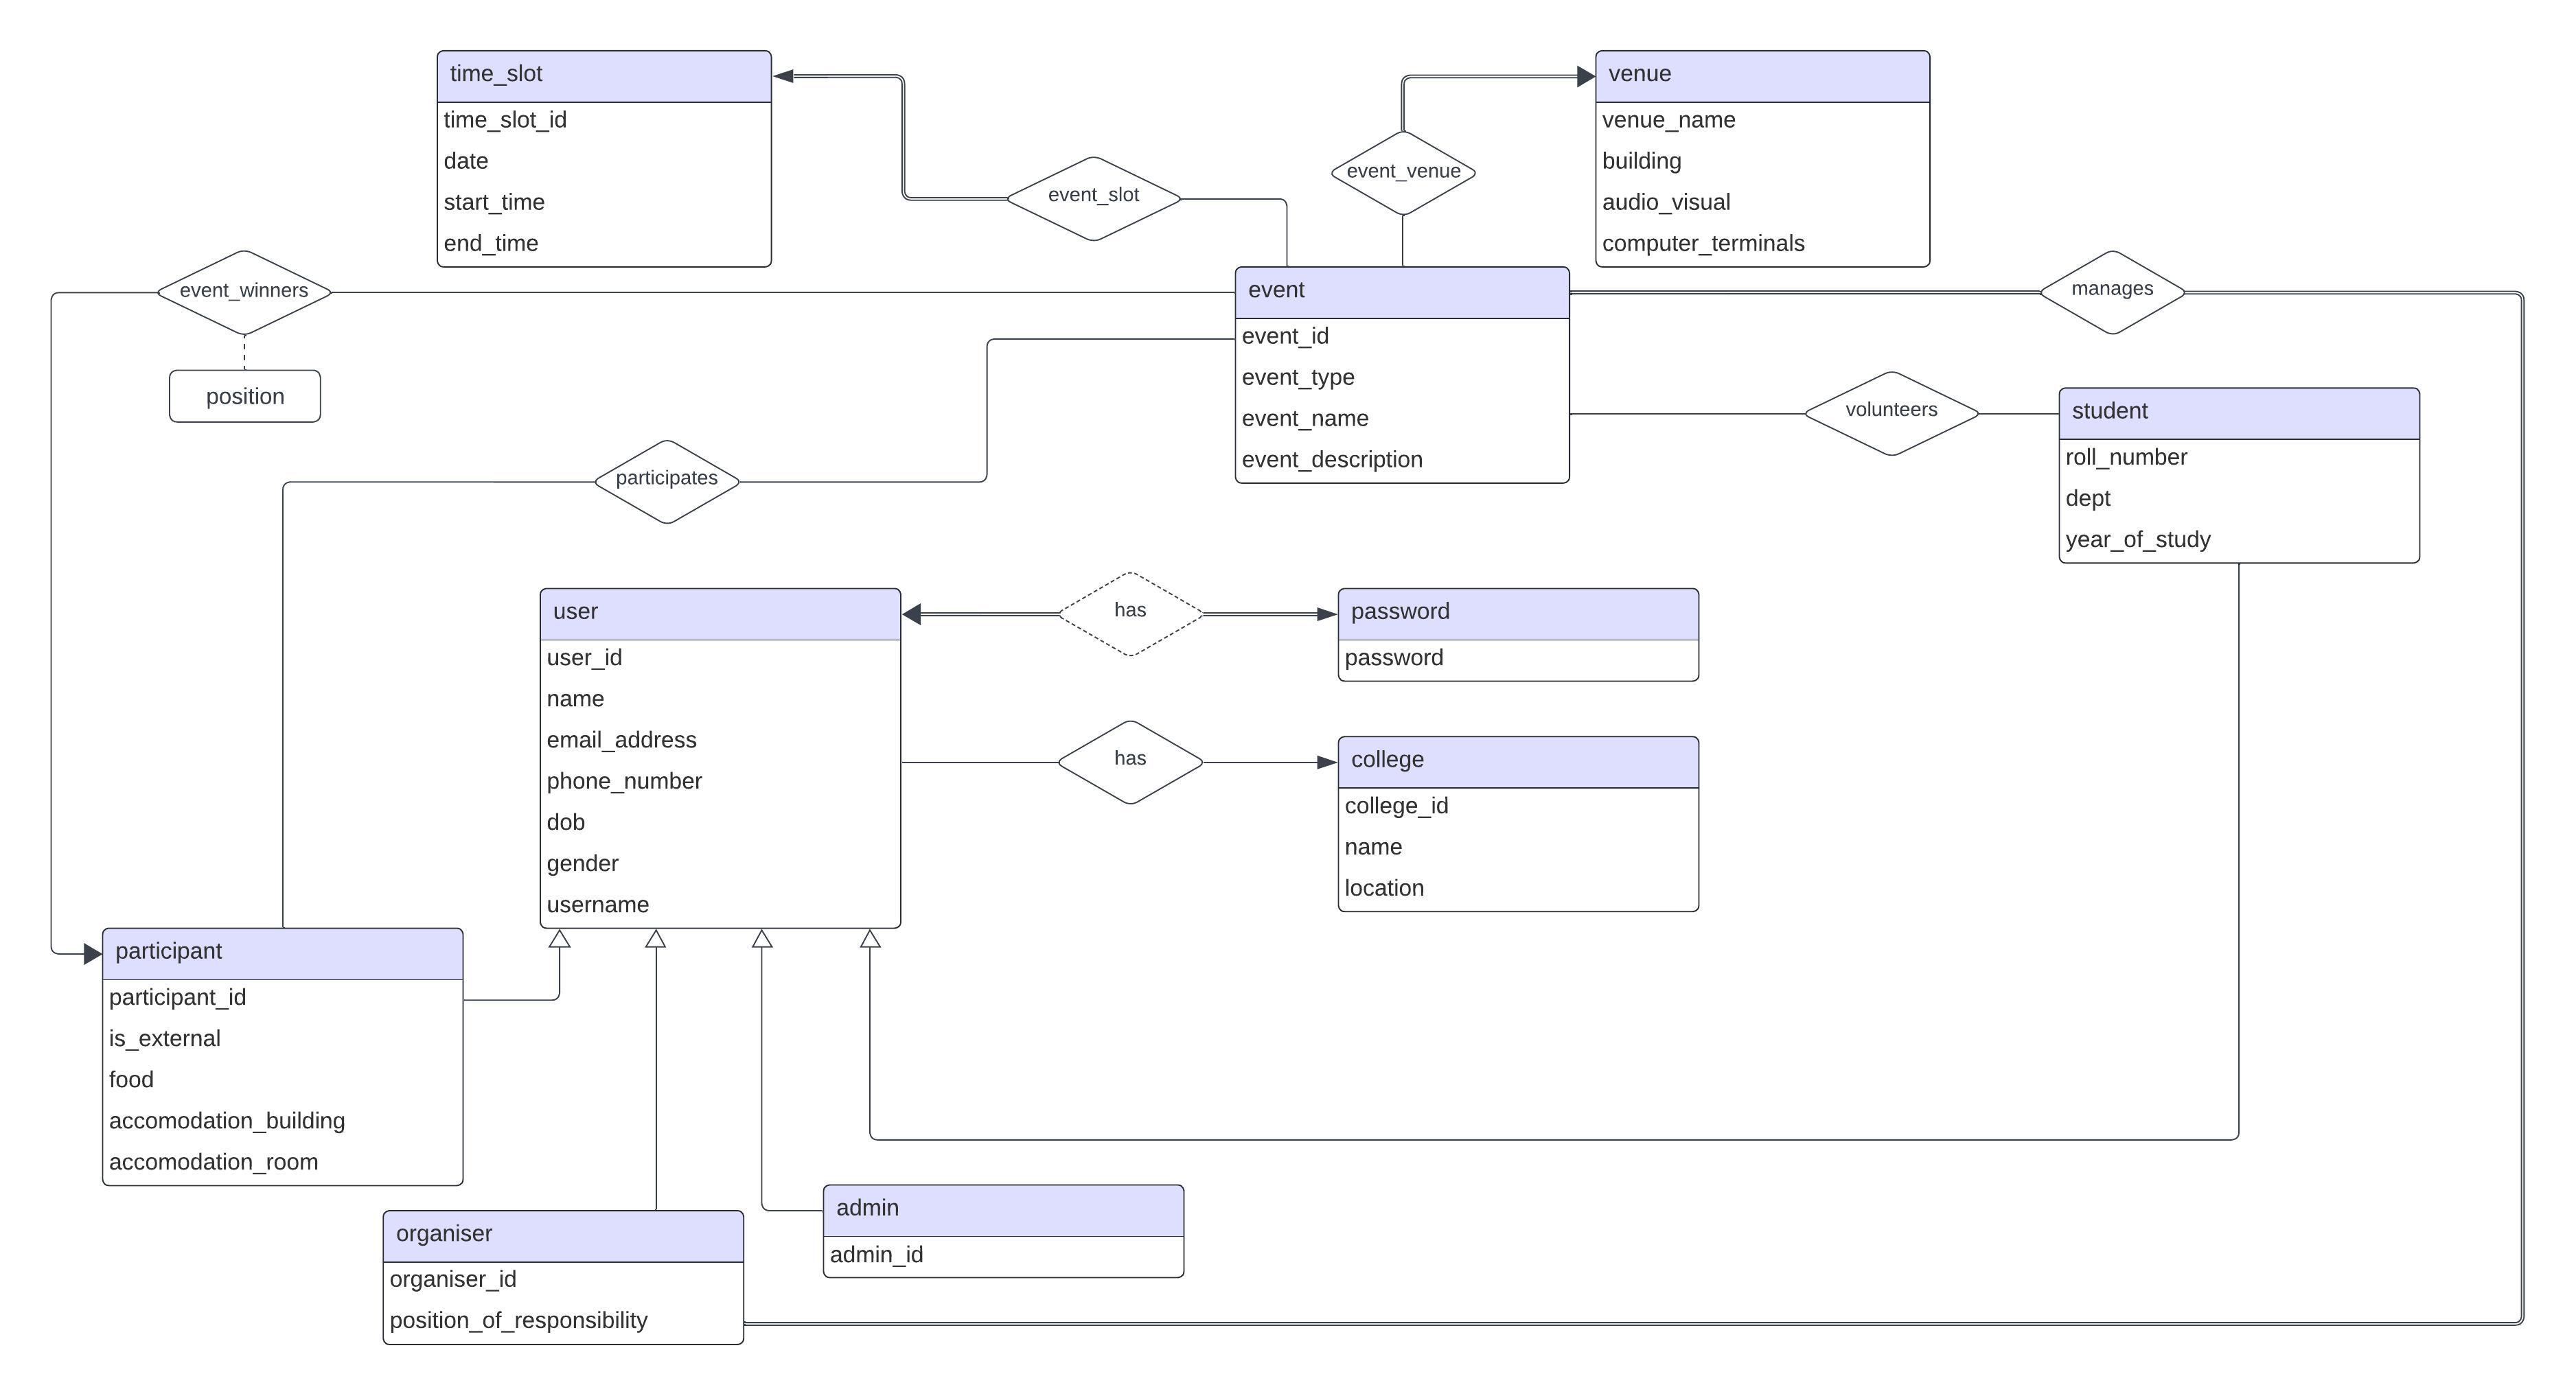 time_slot
time_slot_id
date
start_time
end_time
venue
venue_name
building
audio_visual
computer_terminals
event_venue
event_slot
event_winners
position
event
event_id
event_type
event_name
event_description
manages
volunteers
student
roll_number
dept
year_of_study
participates
user
user_id
name
email_address
phone_number
dob
gender
username
has
password
password
has
college
college_id
name
location
participant
participant_id
is_external
food
accomodation_building
accomodation_room
organiser
organiser_id
position_of_responsibility
admin
admin_id